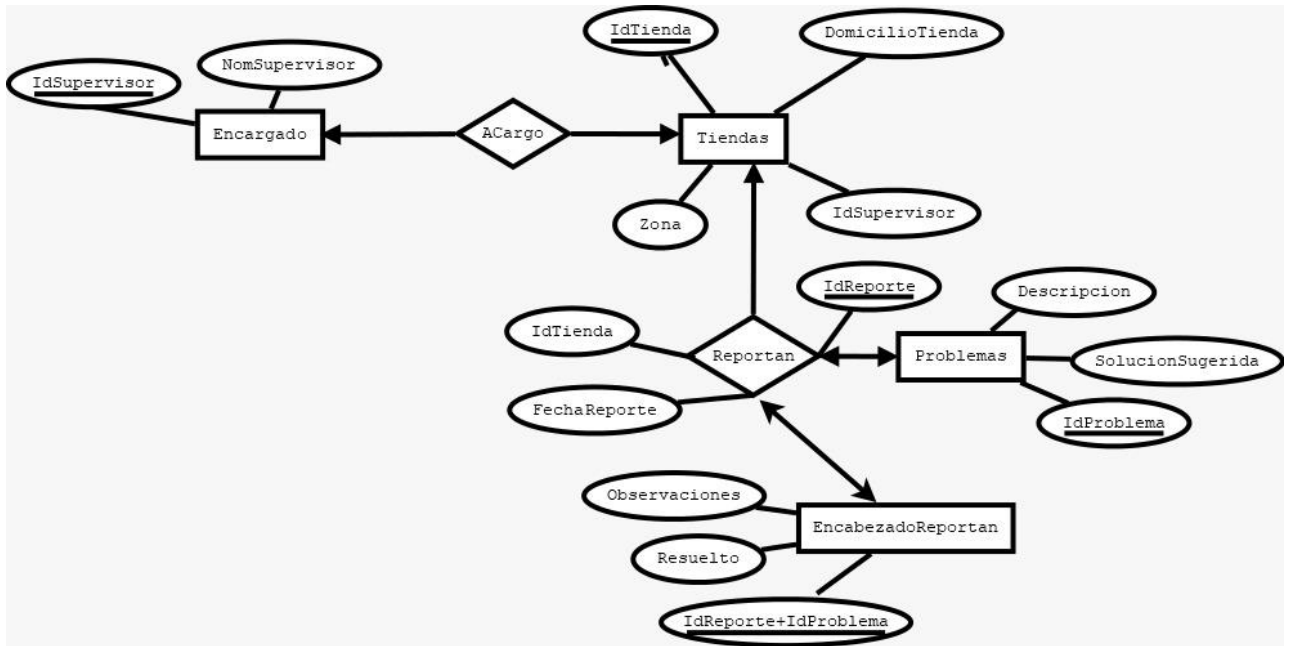 IdTienda
DomicilioTienda
NomSupervisor
IdSupervisor
Encargado
ACargo
Tiendas
Zona
IdSupervisor
IdReporte
Descripcion
IdTienda
Reportan
Problemas
SolucionSugerida
FechaReporte
IdProblema
Observaciones
EncabezadoReportan
Resuelto
IdReporte+IdProblema